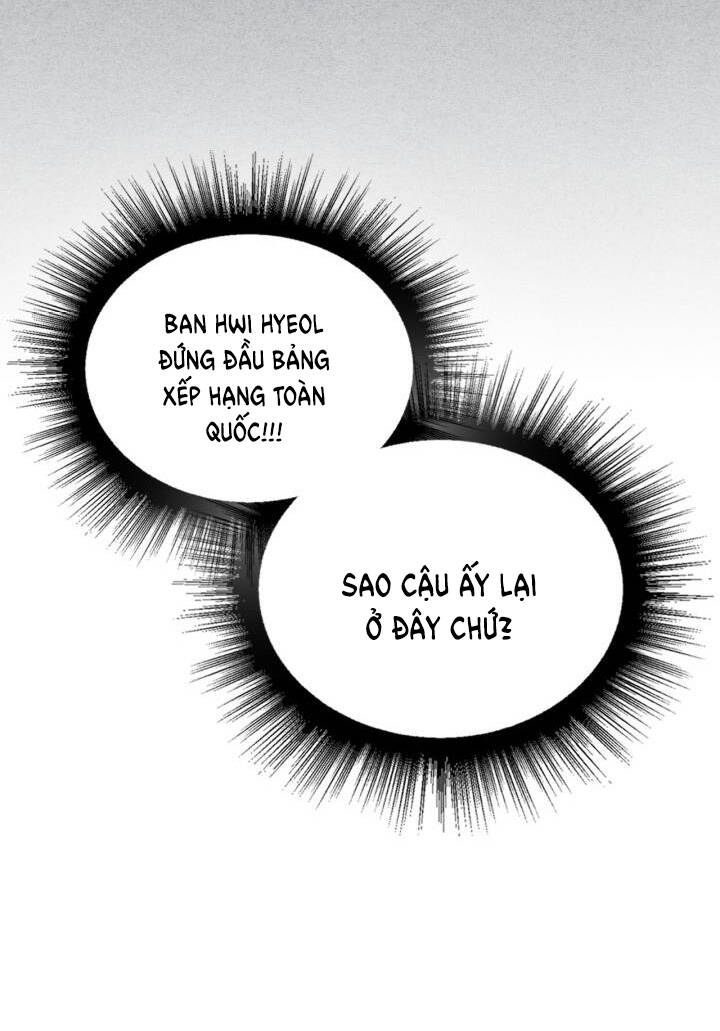 BAN HWI HYEOL
ĐỨNG ĐẦU BẢNG
XẾP HẠNG TOÀN
QUỐC!!!
SAO CẬU ẤY LẠI
Ở ĐÂY CHỨ?